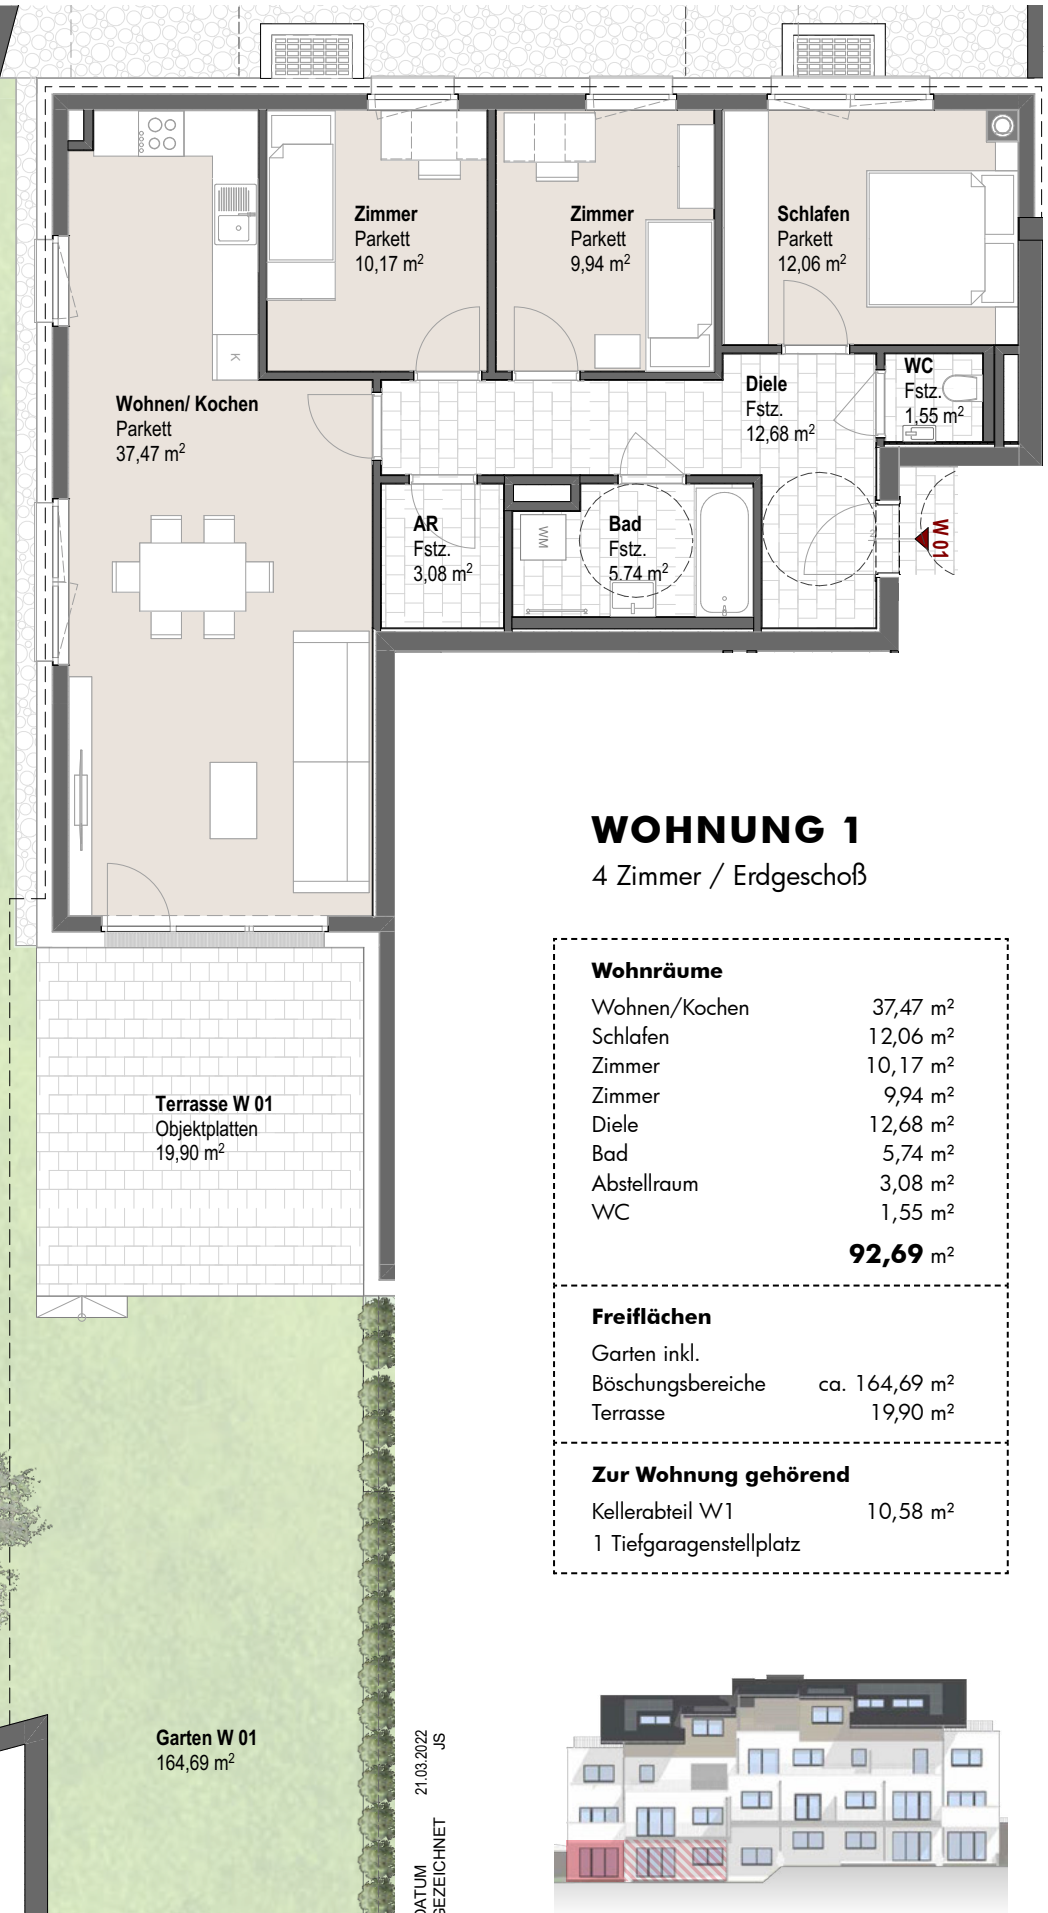 Zimmer
Parkett
10,17 m²
Zimmer
Parkett
9,94 m²
Schlafen
Parkett
12,06 m²
K
Wohnen/ Kochen
Parkett
37,47 m²
Diele
Fstz.
12,68 m²
WC
Fstz.
1,55 m²
AR
Fstz.
3,08 m²
WM
Bad
Fstz.
5.74 m²
W 01
WOHNUNG 1
4 Zimmer / Erdgeschoß
Wohnräume
Wohnen/Kochen 37,47 m²
Schlafen 12,06 m²
Zimmer 10,17 m²
Zimmer 9,94 m²
Diele 12,68 m²
Bad 5,74 m²
Abstellraum 3,08 m²
WC 1,55 m²
92,69 m²
Freiflächen
Garten inkl.
Böschungsbereiche ca. 164,69 m²
Terrasse 19,90 m²
Zur Wohnung gehörend
Kellerabteil W1 10,58 m²
1 Tiefgaragenstellplatz
Terrasse W 01
Objektplatten
19,90 m²
Garten W 01
164,69 m²
DATUM 21.03.2022
GEZEICHNET JS